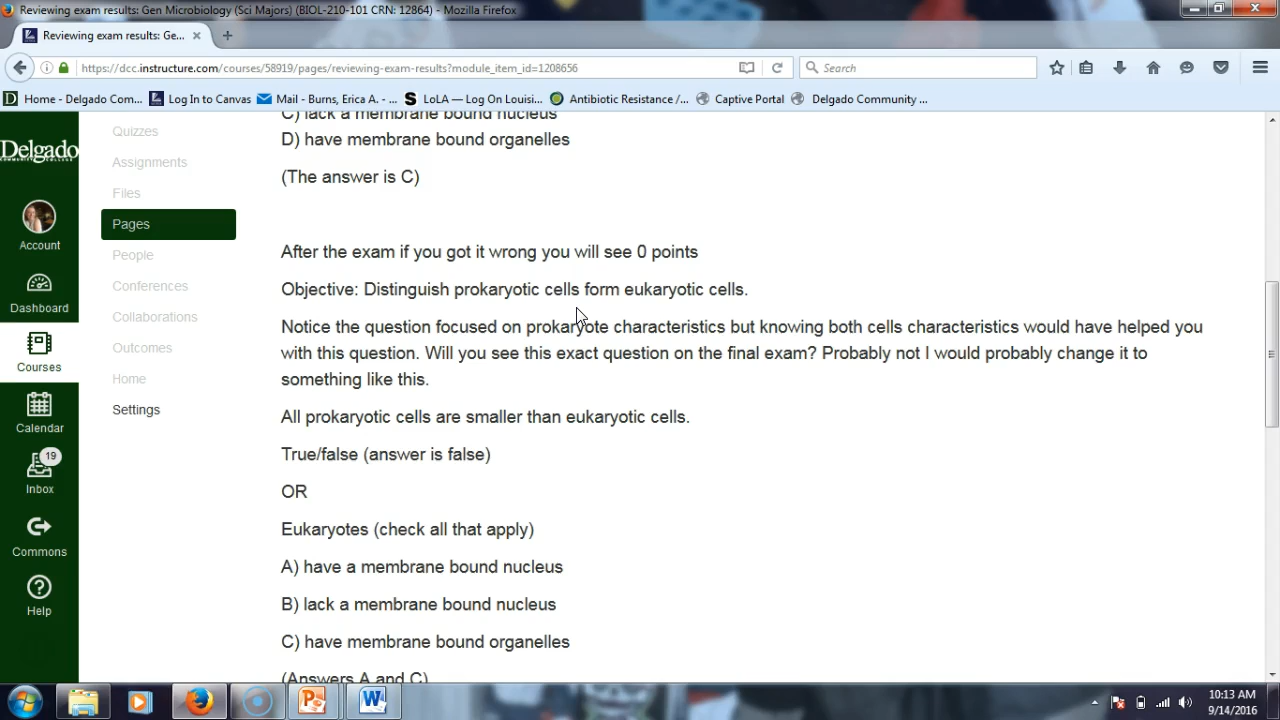 Reviewing exam results: Gen Microbiology (Sci Majors) (BIOL-210-101 CRN: 12864) - Mozilla Firefox
Reviewing exam results: Ge...
https://dcc.instructure.com/courses/58919/pages/reviewing-exam-results?module_item_id=1208656
Search
Home - Delgado Com...
Log In to Canvas
Mail - Burns, Erica A. - ...
LoLA — Log On Louisi...
Antibiotic Resistance /...
Captive Portal
Delgado Community ...
Delgado
COMMUNITY COLLEGE
Account
Dashboard
Courses
Calendar
19
Inbox
Commons
Help
Quizzes
Assignments
Files
Pages
People
Conferences
Collaborations
Outcomes
Home
Settings
C) lack a membrane bound nucleus
D) have membrane bound organelles
(The answer is C)
After the exam if you got it wrong you will see 0 points
Objective: Distinguish prokaryotic cells form eukaryotic cells.
Notice the question focused on prokaryote characteristics but knowing both cells characteristics would have helped you
with this question. Will you see this exact question on the final exam? Probably not I would probably change it to
something like this.
All prokaryotic cells are smaller than eukaryotic cells.
True/false (answer is false)
OR
Eukaryotes (check all that apply)
A) have a membrane bound nucleus
B) lack a membrane bound nucleus
C) have membrane bound organelles
(Answers A and C)
10:13 AM
9/14/2016